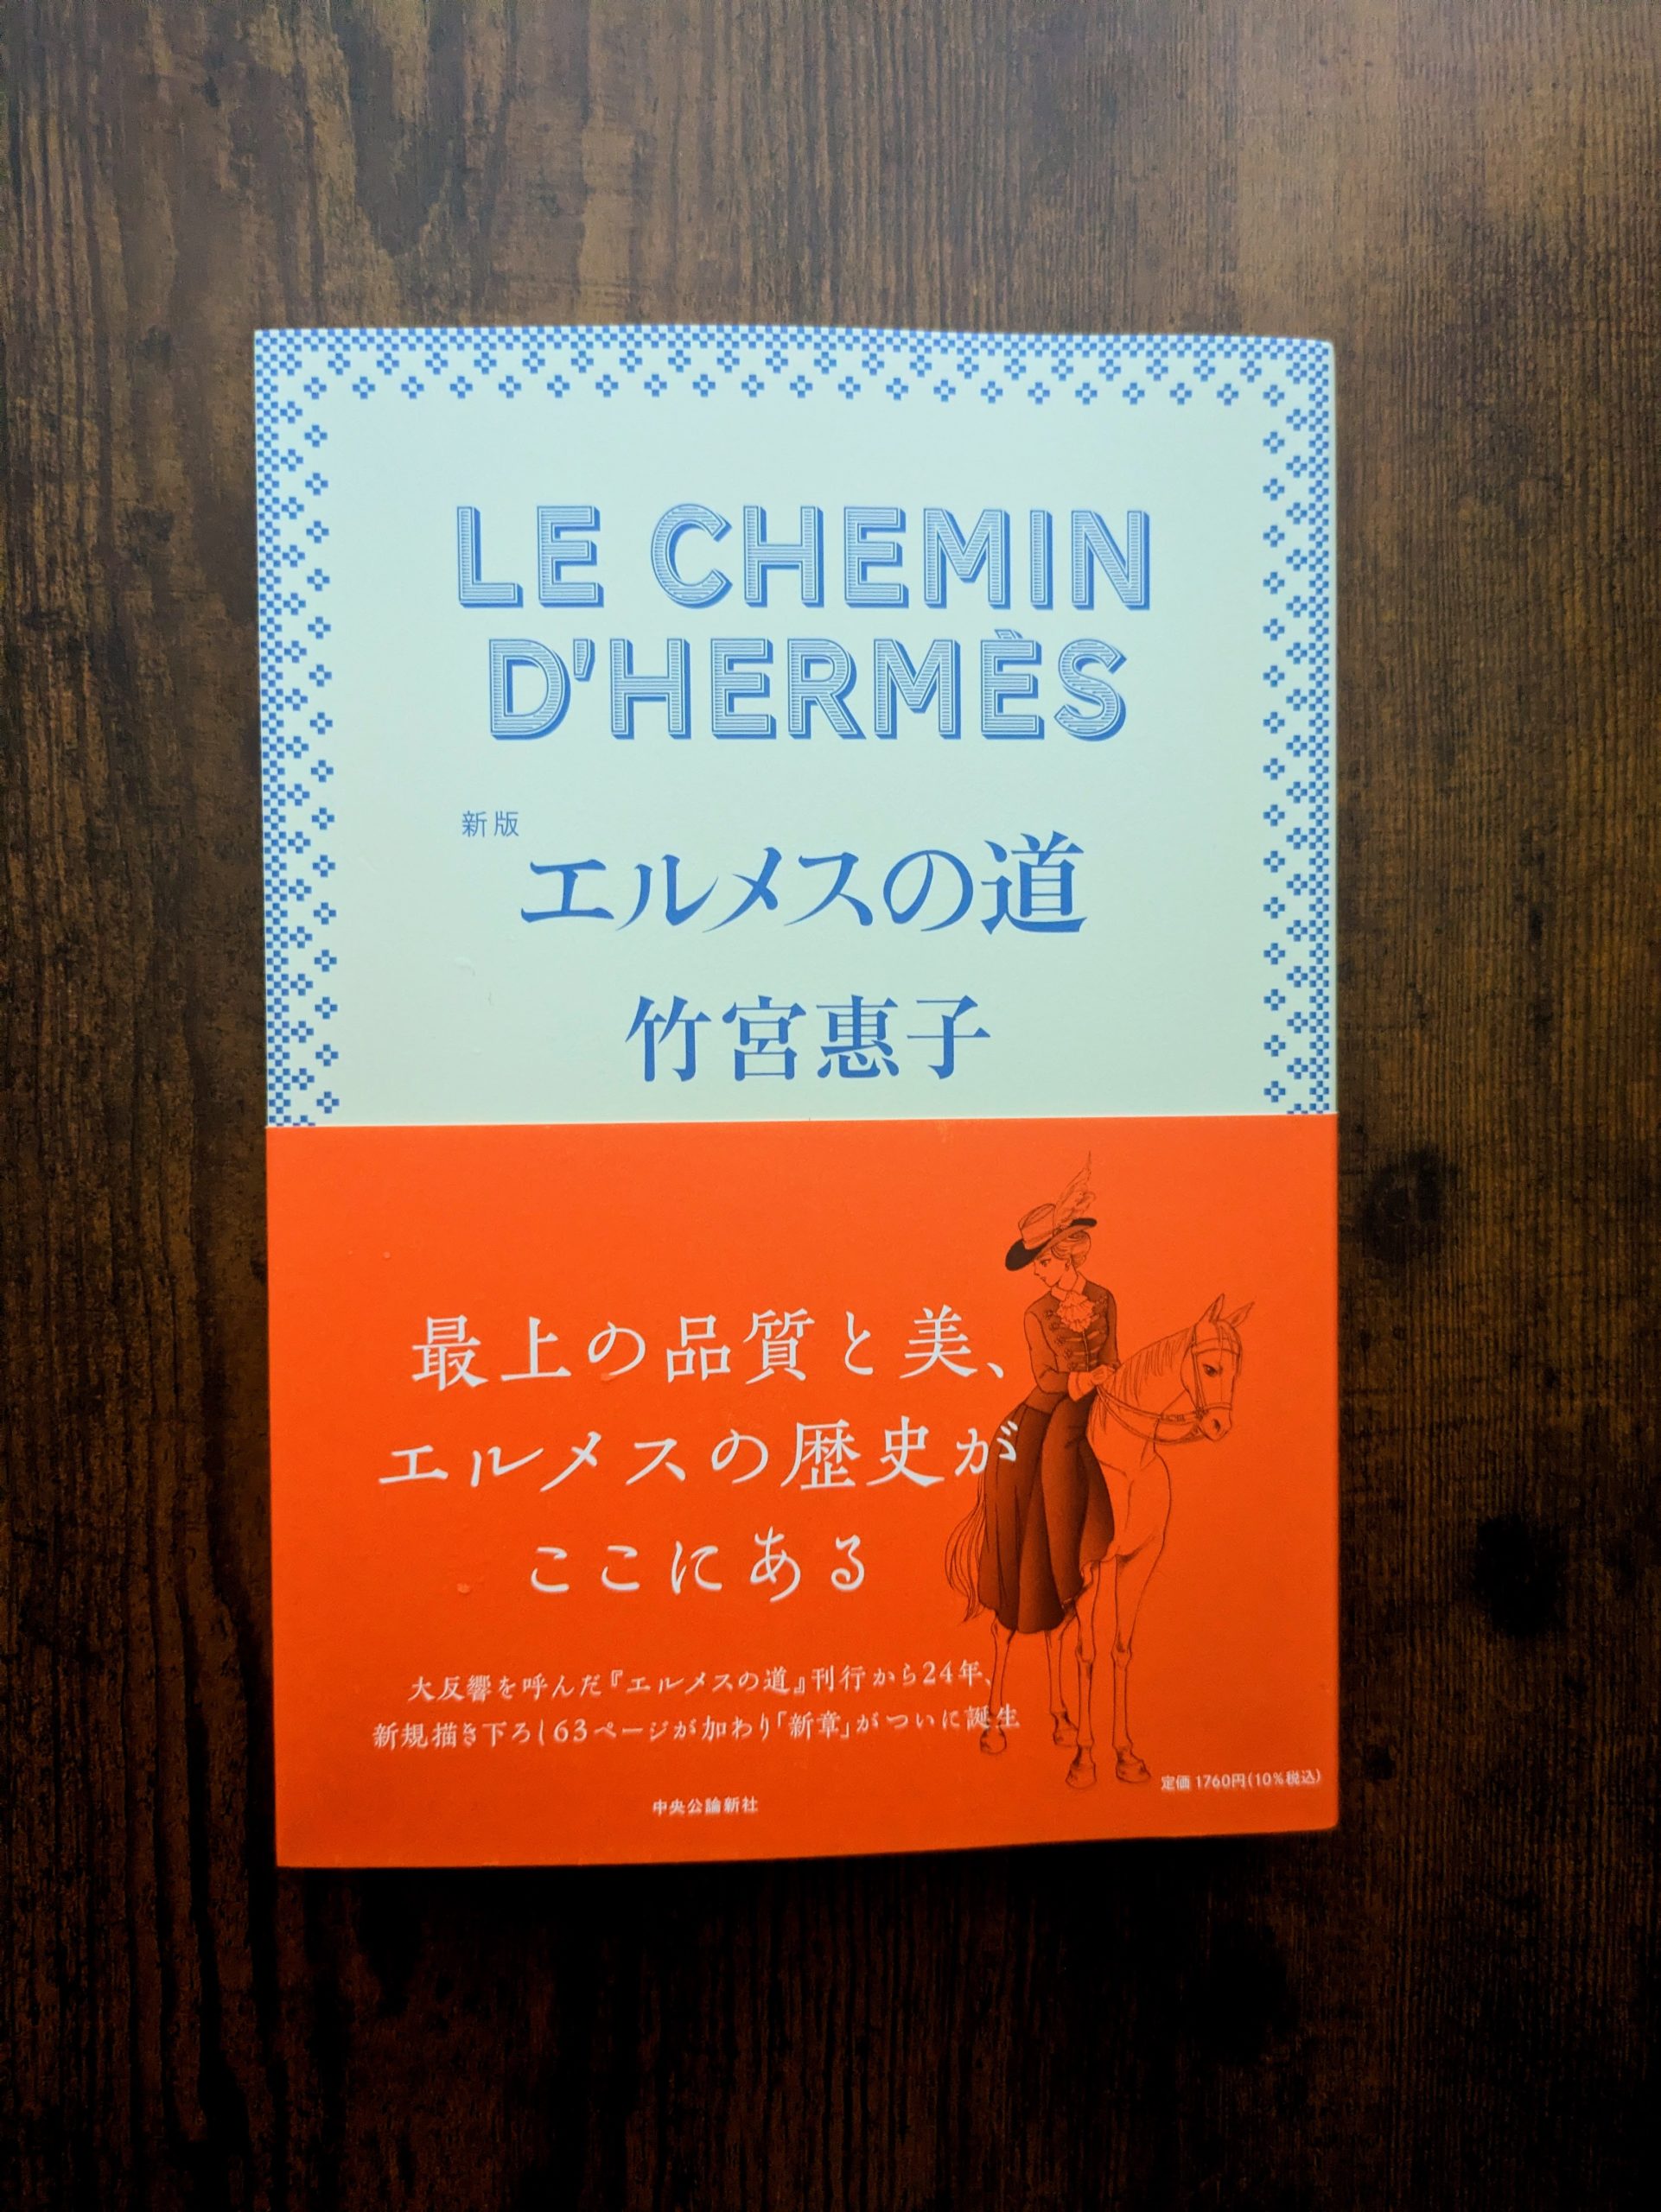 LE CHEMIN
D'HERMÈS
新版
エルメスの道
竹宮惠子
最上の品質と美、
エルメスの歴史が
ここにある
大反響を呼んだ『エルメスの道』刊行から24年、
新規描き下ろし63ページが加わり「新章」がついに誕生
定価 1760円(10%税込)
中央公論新社